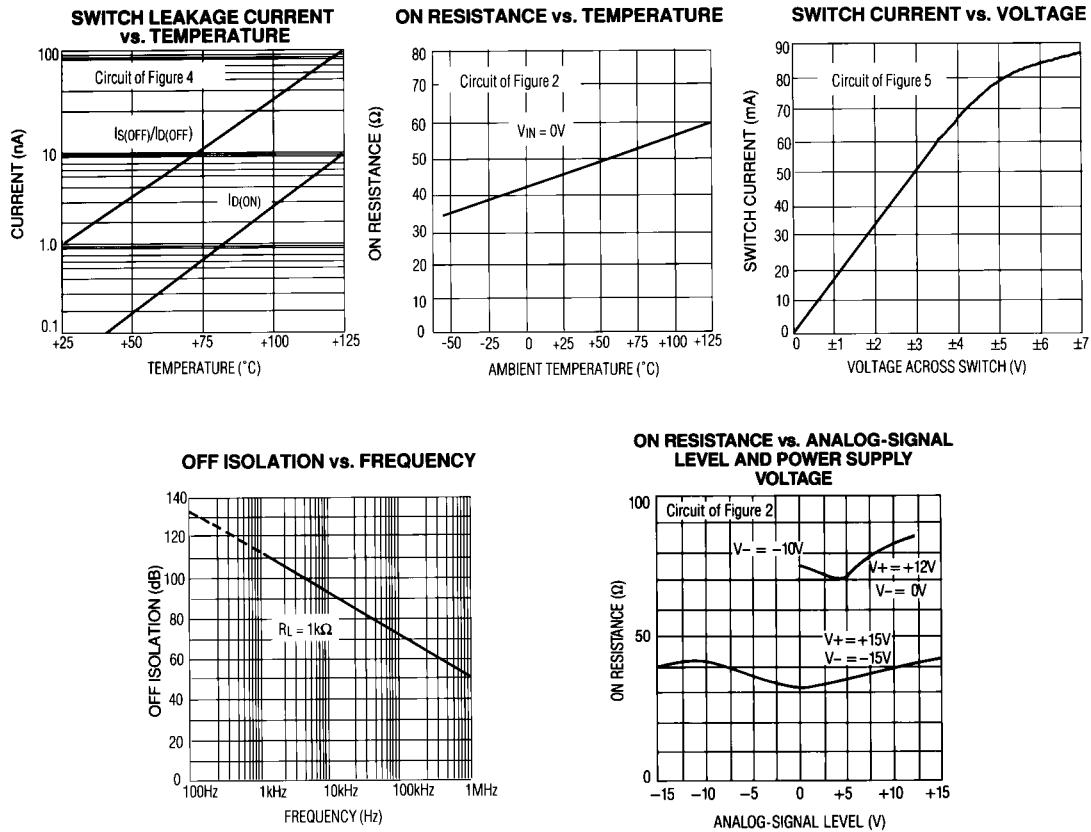 SWITCH LEAKAGE CURRENT
vs. TEMPERATURE
100
10
1.0
0.1
CURRENT (nA)
Circuit of Figure 4
IS(OFF)/ID(OFF)
ID(ON)
+25
+50
+75
+100
+125
TEMPERATURE (°C)
ON RESISTANCE vs. TEMPERATURE
80
70
60
50
40
30
20
10
0
ON RESISTANCE (Ω)
Circuit of Figure 2
VIN = 0V
-50
-25
0
+25
+50
+75
+100
+125
AMBIENT TEMPERATURE (°C)
SWITCH CURRENT vs. VOLTAGE
90
80
70
60
50
40
30
20
10
0
SWITCH CURRENT (mA)
Circuit of Figure 5
0
±1
±2
±3
±4
±5
±6
±7
VOLTAGE ACROSS SWITCH (V)
OFF ISOLATION vs. FREQUENCY
140
120
100
80
60
40
20
0
OFF ISOLATION (dB)
RL = 1kΩ
100Hz
1kHz
10kHz
100kHz
1MHz
FREQUENCY (Hz)
ON RESISTANCE vs. ANALOG-SIGNAL
LEVEL AND POWER SUPPLY
VOLTAGE
100
50
0
ON RESISTANCE (Ω)
Circuit of Figure 2
V- = -10V
V+ = +12V
V- = 0V
V+ = +15V
V- = -15V
-15
-10
-5
0
+5
+10
+15
ANALOG-SIGNAL LEVEL (V)